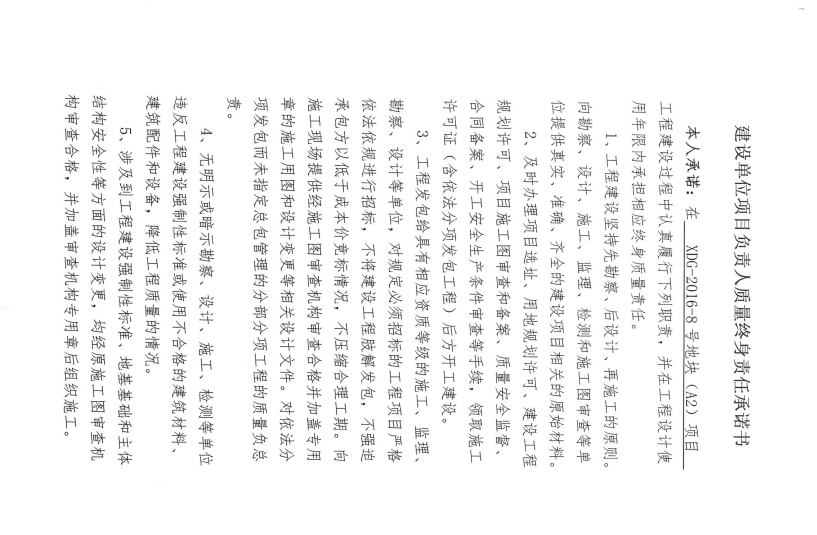 建设单位项目负责人质量终身责任承诺书
本人承诺：在 XDG-2016-8 号地块（A2）项目
工程建设过程中认真履行下列职责，并在工程设计使
用年限内承担相应终身质量责任。
1、工程建设坚持先勘察、后设计、再施工的原则。
向勘察、设计、施工、监理、检测和施工图审查等单
位提供真实、准确、齐全的建设项目相关的原始材料。
2、及时办理项目选址、用地规划许可、建设工程
规划许可、项目施工图审查和备案、质量安全监督、
合同备案、开工安全生产条件审查等手续，领取施工
许可证（含依法分项发包工程）后方开工建设。
3、工程发包给具有相应资质等级的施工、监理、
勘察、设计等单位，对规定必须招标的工程项目严格
依法依规进行招标，不将建设工程肢解发包，不强迫
承包方以低于成本价竞标情况，不压缩合理工期。向
施工现场提供经施工图审查机构审查合格并加盖专用
章的施工用图和设计变更等相关设计文件。对依法分
项发包而未指定总包管理的分部分项工程的质量负总
责。
4、无明示或暗示勘察、设计、施工、检测等单位
违反工程建设强制性标准或使用不合格的建筑材料、
建筑配件和设备，降低工程质量的情况。
5、涉及到工程建设强制性标准、地基基础和主体
结构安全性等方面的设计变更，均经原施工图审查机
构审查合格，并加盖审查机构专用章后组织施工。